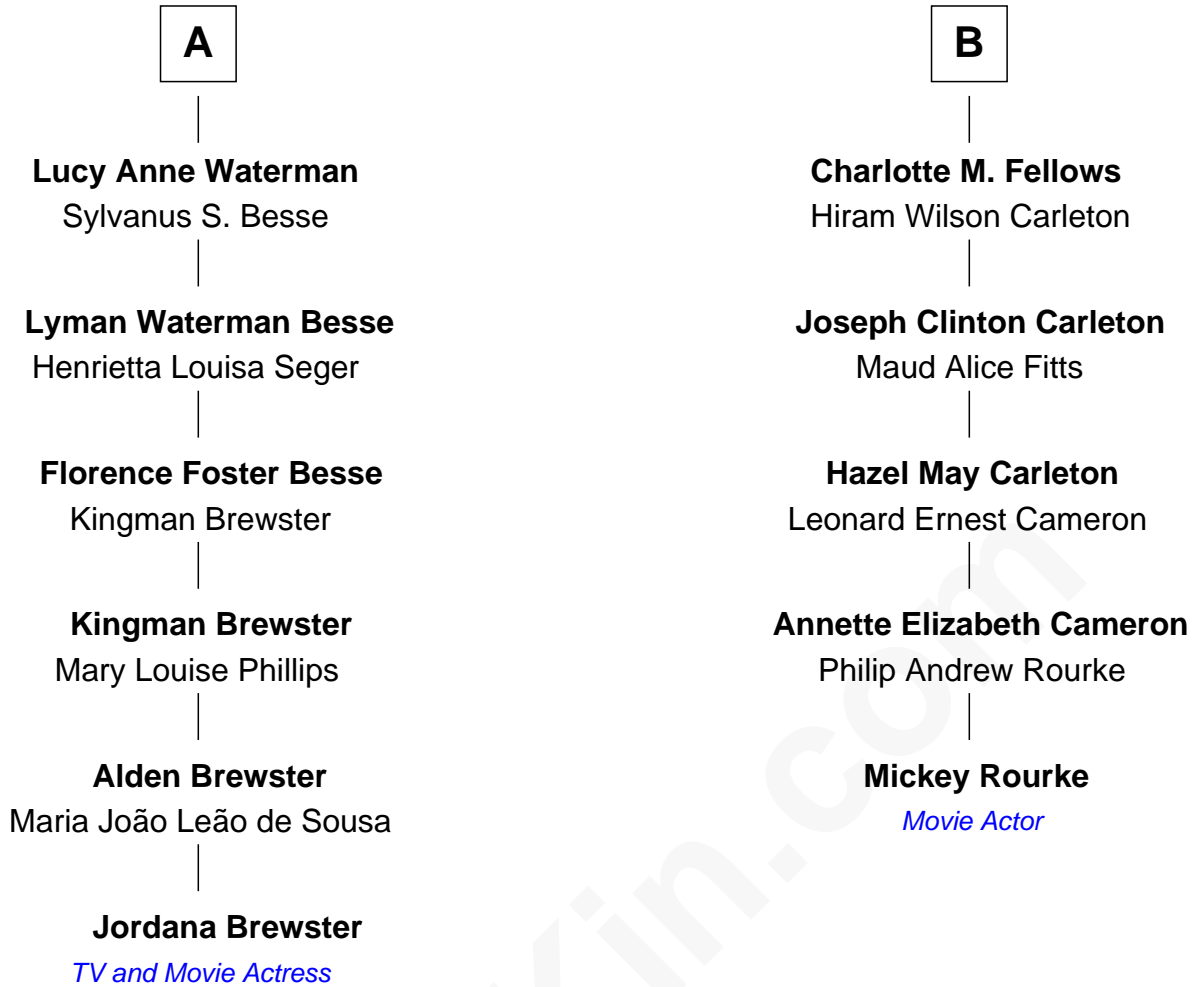 A
Lucy Anne Waterman
Sylvanus S. Besse
Lyman Waterman Besse
Henrietta Louisa Seger
Florence Foster Besse
Kingman Brewster
Kingman Brewster
Mary Louise Phillips
Alden Brewster
Maria João Leão de Sousa
Jordana Brewster
TV and Movie Actress
B
Charlotte M. Fellows
Hiram Wilson Carleton
Joseph Clinton Carleton
Maud Alice Fitts
Hazel May Carleton
Leonard Ernest Cameron
Annette Elizabeth Cameron
Philip Andrew Rourke
Mickey Rourke
Movie Actor
Kin.com